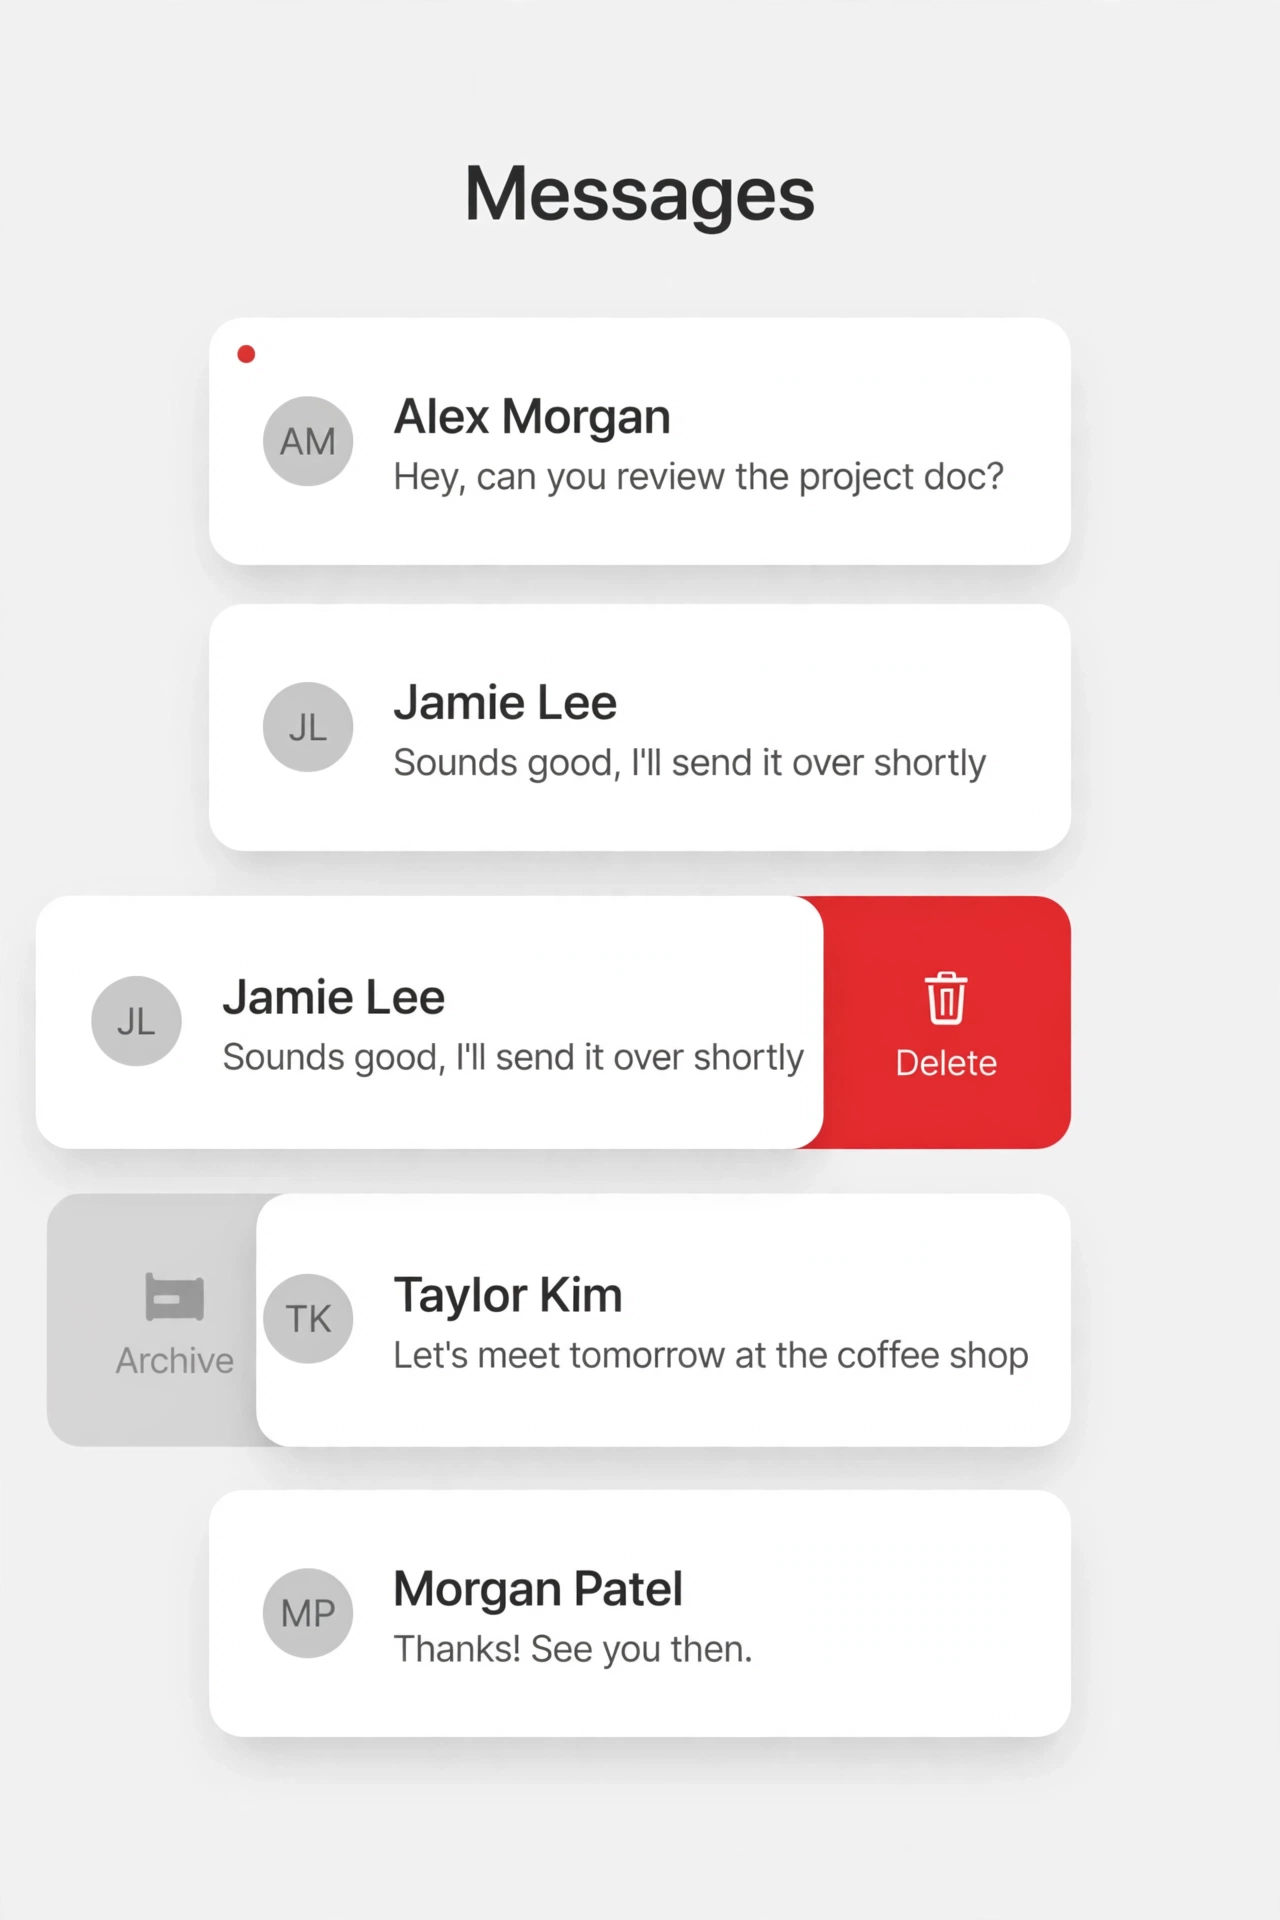 Messages
AM
Alex Morgan
Hey, can you review the project doc?
JL
Jamie Lee
Sounds good, I'll send it over shortly
JL
Jamie Lee
Sounds good, I'll send it over shortly
Delete
Archive
TK
Taylor Kim
Let's meet tomorrow at the coffee shop
MP
Morgan Patel
Thanks! See you then.